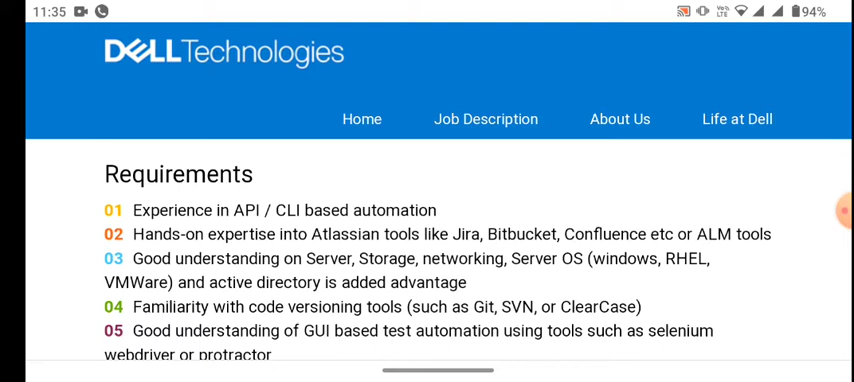 11:35
Vo)) LTE
94%
DELLTechnologies
Home Job Description About Us Life at Dell
Requirements
01 Experience in API / CLI based automation
02 Hands-on expertise into Atlassian tools like Jira, Bitbucket, Confluence etc or ALM tools
03 Good understanding on Server, Storage, networking, Server OS (windows, RHEL,
VMWare) and active directory is added advantage
04 Familiarity with code versioning tools (such as Git, SVN, or ClearCase)
05 Good understanding of GUI based test automation using tools such as selenium
webdriver or protractor